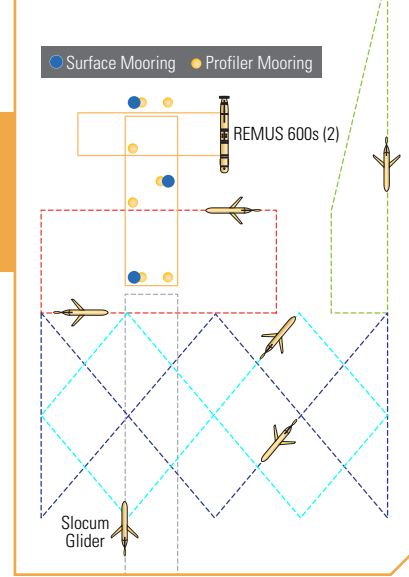 Surface Mooring
Profiler Mooring
REMUS 600s (2)
Slocum
Glider